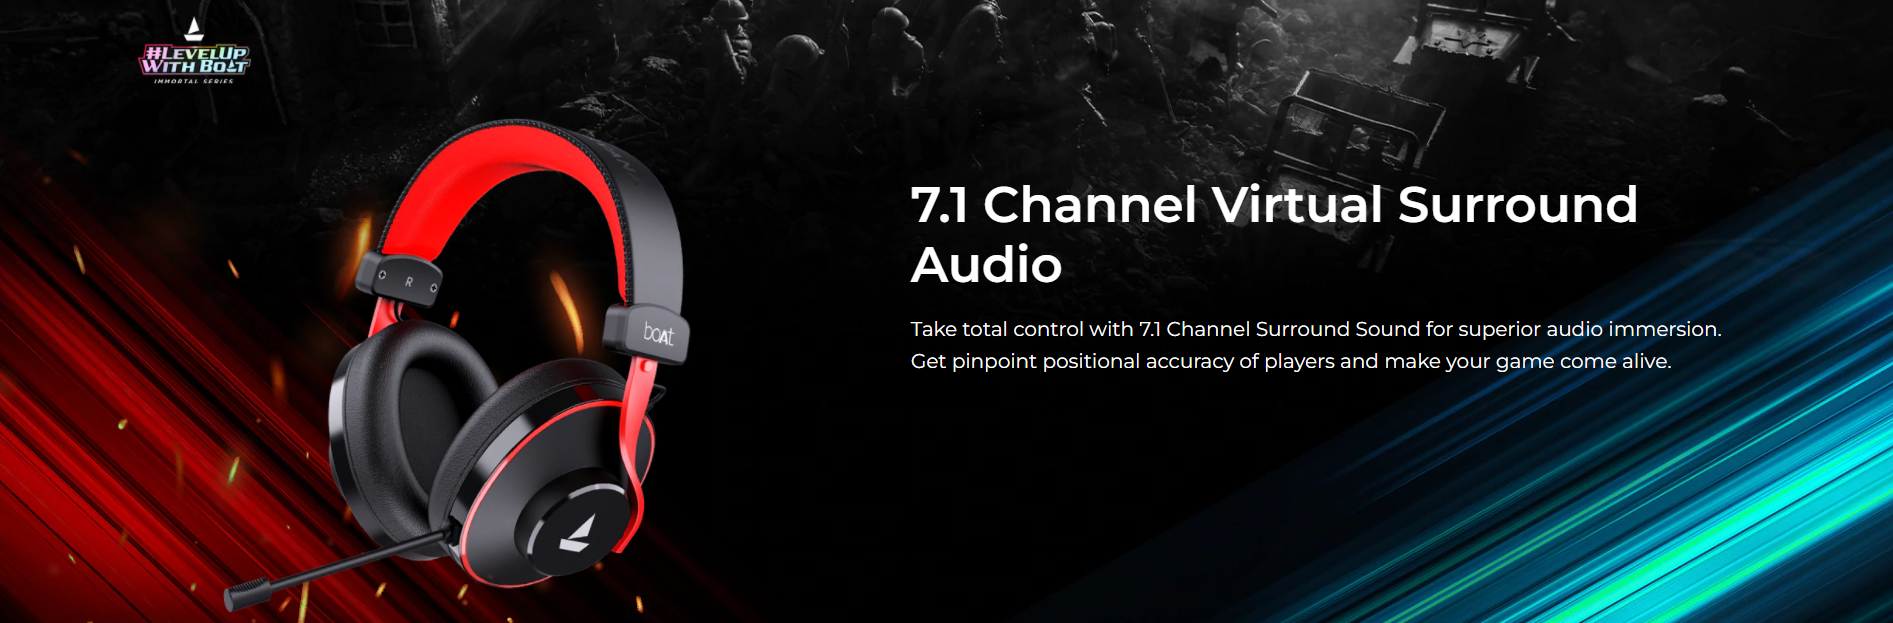 #LEVELUP
WITH BOAT
IMMORTAL SERIES
7.1 Channel Virtual Surround
Audio
Take total control with 7.1 Channel Surround Sound for superior audio immersion.
Get pinpoint positional accuracy of players and make your game come alive.
R
boAt